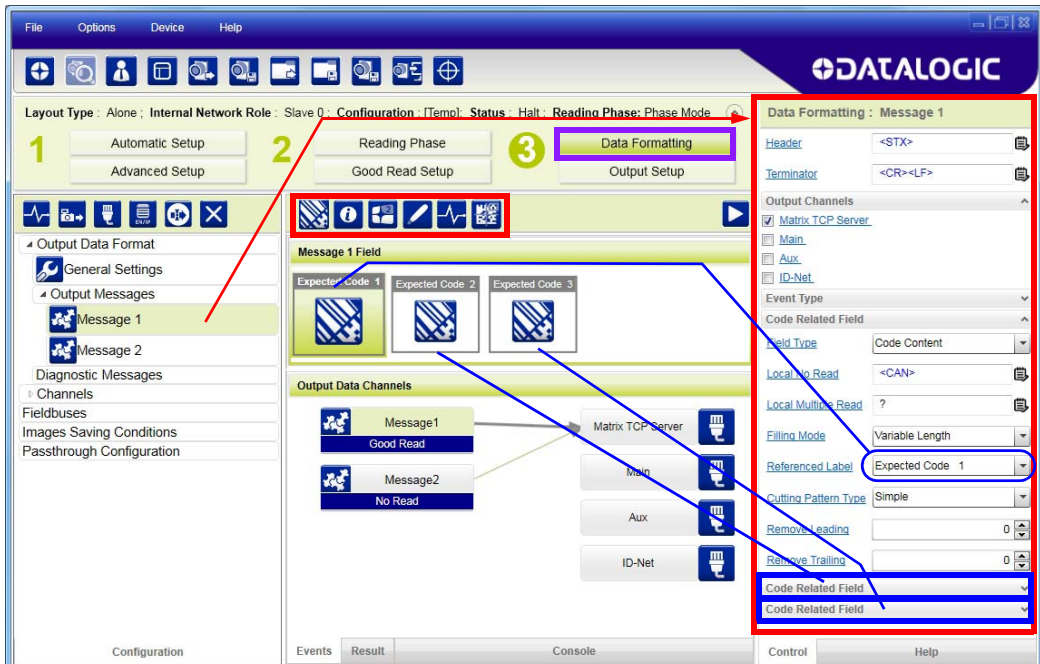 File Options Device Help
DATALOGIC
Layout Type : Alone ; Internal Network Role : Slave 0 ; Configuration : [Temp]; Status : Halt ; Reading Phase: Phase Mode
1 Automatic Setup 2 Reading Phase 3 Data Formatting
Advanced Setup Good Read Setup Output Setup
Output Data Format
General Settings
Output Messages
Message 1
Message 2
Diagnostic Messages
Channels
Fieldbuses
Images Saving Conditions
Passthrough Configuration
Configuration
Message 1 Field
Expected Code 1 Expected Code 2 Expected Code 3
Output Data Channels
Message1
Good Read
Message2
No Read
Matrix TCP Server
Main
Aux
ID-Net
Events Result Console
Data Formatting : Message 1
Header <STX>
Terminator <CR><LF>
Output Channels
Matrix TCP Server
Main
Aux
ID-Net
Event Type
Code Related Field
Field Type Code Content
Local No Read <CAN>
Local Multiple Read ?
Filling Mode Variable Length
Referenced Label Expected Code 1
Cutting Pattern Type Simple
Remove Leading 0
Remove Trailing 0
Code Related Field
Code Related Field
Control Help